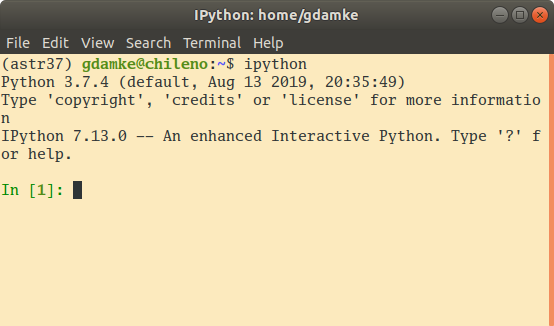 IPython: home/gdamke
File Edit View Search Terminal Help
(astr37) gdamke@chileno:~$ ipython
Python 3.7.4 (default, Aug 13 2019, 20:35:49)
Type 'copyright', 'credits' or 'license' for more informatio
n
IPython 7.13.0 -- An enhanced Interactive Python. Type '?' f
or help.
In [1]: